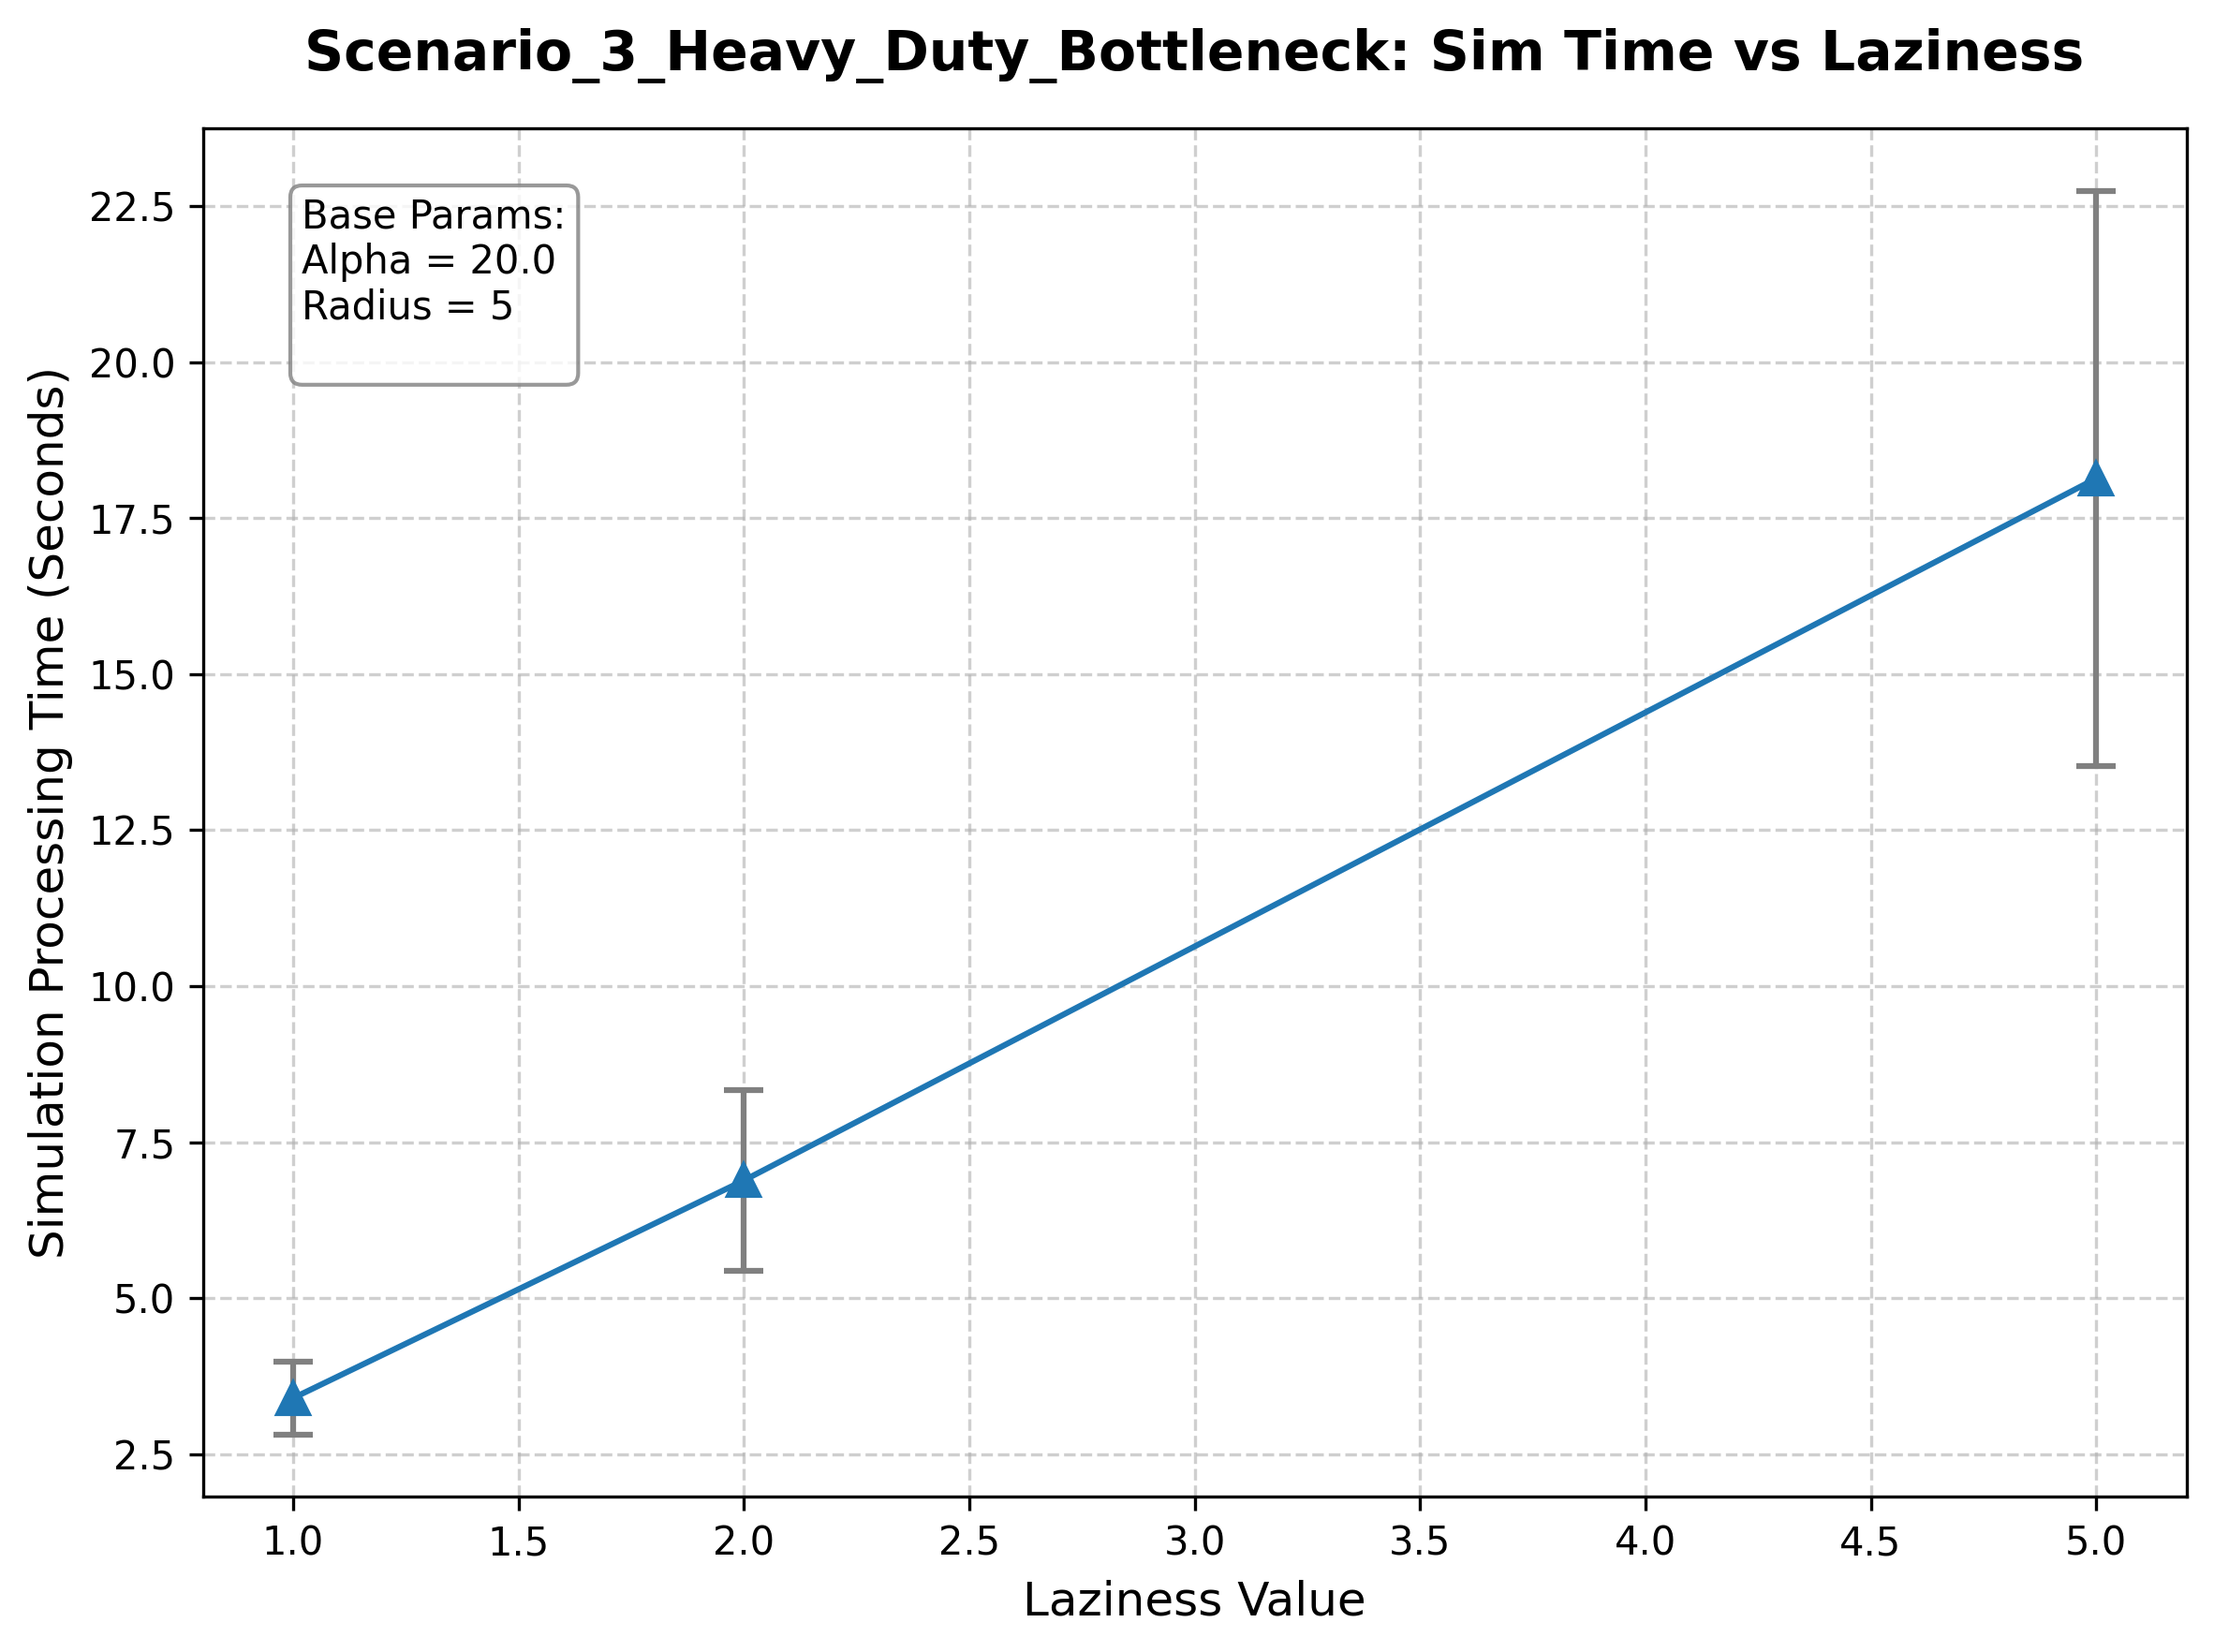 Scenario_3_Heavy_Duty_Bottleneck: Sim Time vs Laziness
Base Params:
Alpha = 20.0
Radius = 5
Simulation Processing Time (Seconds)
22.5
20.0
17.5
15.0
12.5
10.0
7.5
5.0
2.5
1.0 1.5 2.0 2.5 3.0 3.5 4.0 4.5 5.0
Laziness Value